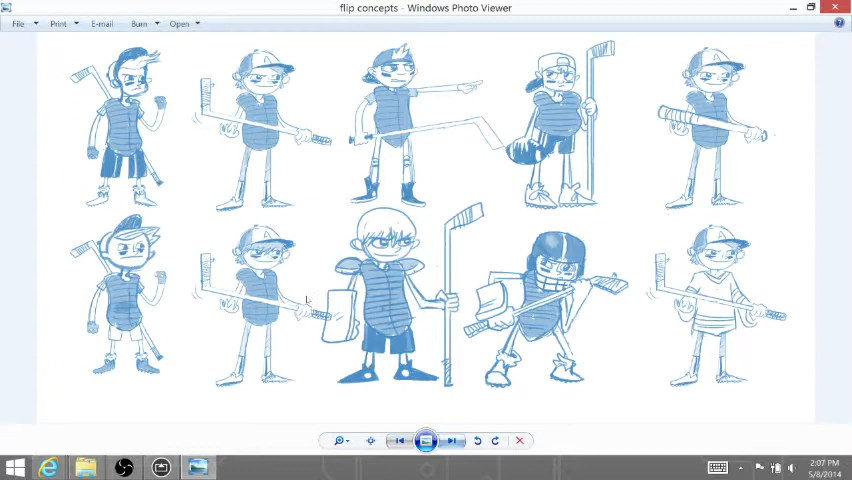 flip concepts - Windows Photo Viewer
File Print E-mail Burn Open
A A
A A
2:07 PM
5/8/2014